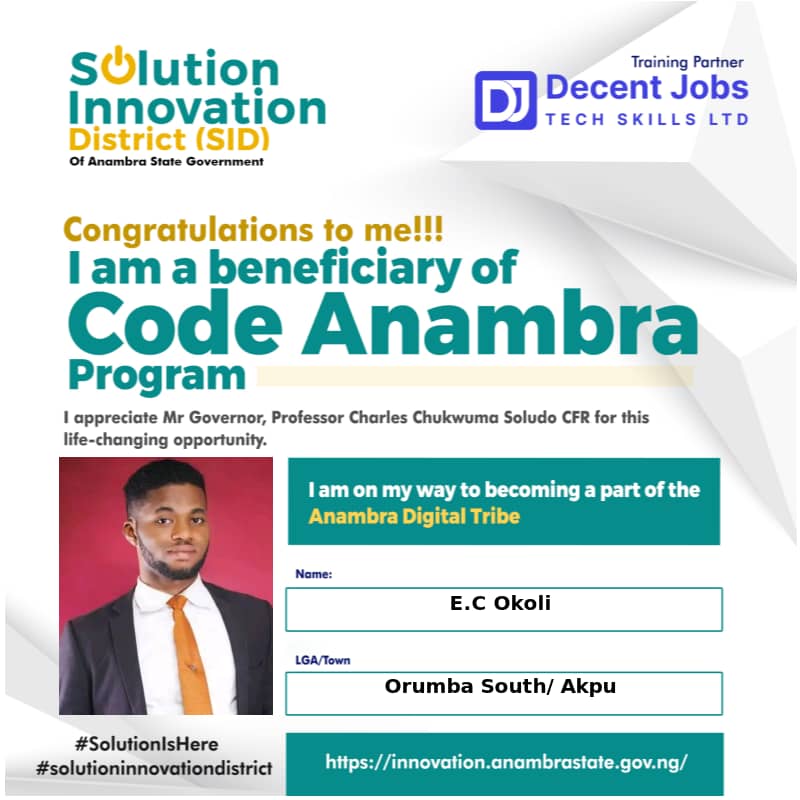 Solution
Innovation
District (SID)
Of Anambra State Government
Training Partner
DJ
Decent Jobs
TECH SKILLS LTD
Congratulations to me!!!
I am a beneficiary of
Code Anambra
Program
I appreciate Mr Governor, Professor Charles Chukwuma Soludo CFR for this
life-changing opportunity.
I am on my way to becoming a part of the
Anambra Digital Tribe
Name:
E.C Okoli
LGA/Town
Orumba South/ Akpu
#SolutionIsHere
#solutioninnovationdistrict
https://innovation.anambrastate.gov.ng/